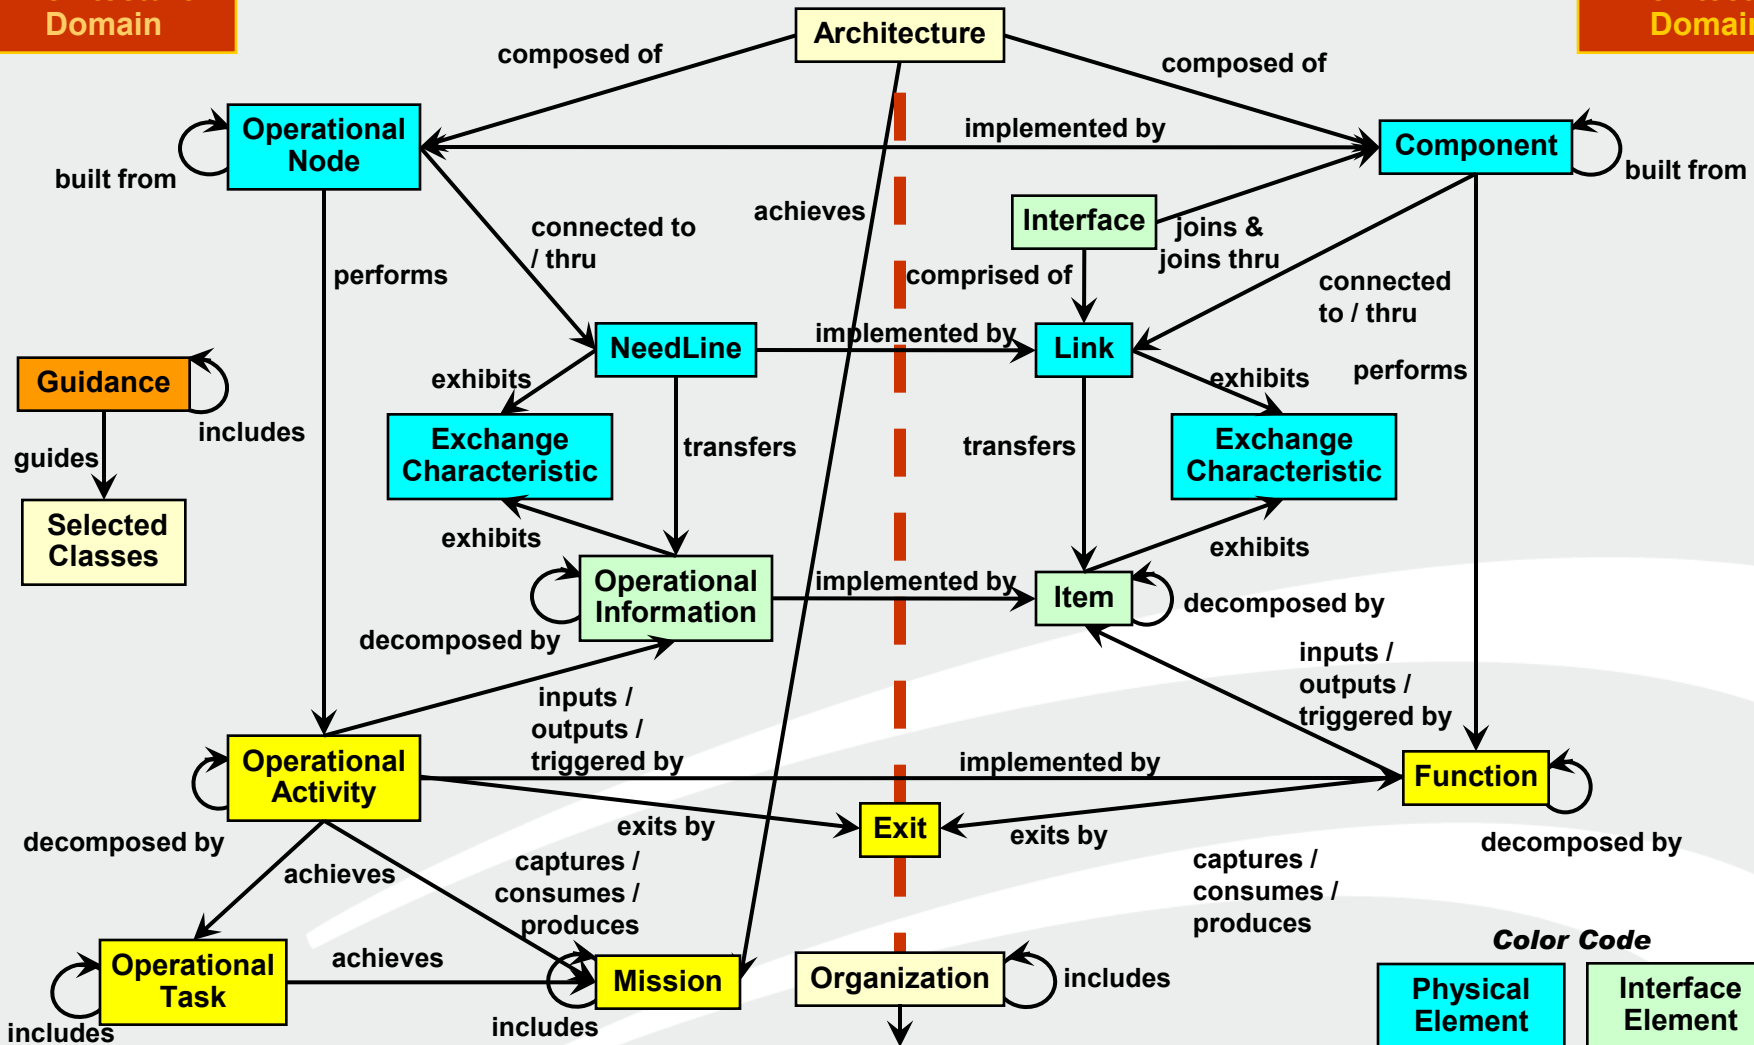 Domain
Domain
Architecture
composed of
composed of
Operational
Node
built from
implemented by
Component
built from
Interface
joins &
joins thru
achieves
connected to
/ thru
performs
comprised of
connected
to / thru
NeedLine
implemented by
Link
performs
Guidance
includes
guides
Selected
Classes
exhibits
Exchange
Characteristic
transfers
transfers
exhibits
Exchange
Characteristic
exhibits
exhibits
Operational
Information
decomposed by
implemented by
Item
decomposed by
inputs /
outputs /
triggered by
inputs /
outputs /
triggered by
Operational
Activity
decomposed by
implemented by
Function
decomposed by
exits by
Exit
exits by
achieves
captures /
consumes /
produces
captures /
consumes /
produces
Operational
Task
includes
achieves
Mission
includes
Organization
includes
Color Code
Physical
Element
Interface
Element